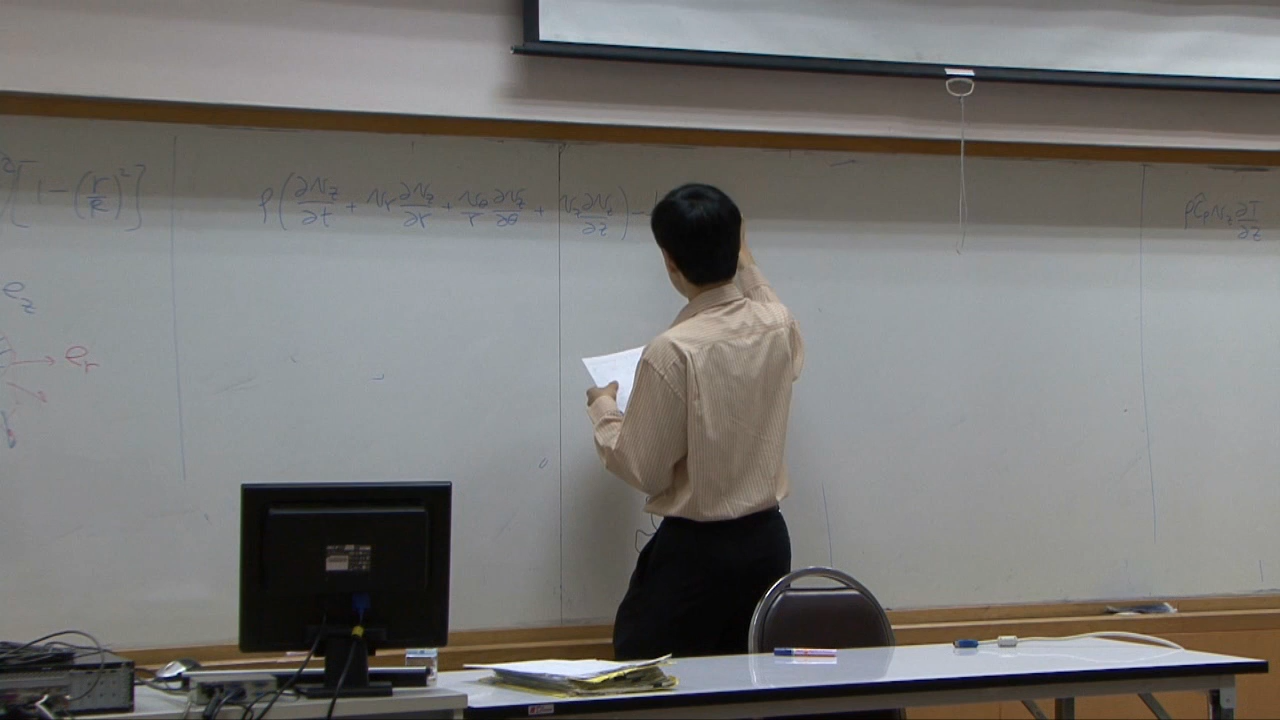 [1 - (r/R)²]
ρ(∂v_z/∂t + v_r ∂v_z/∂r + v_θ/r ∂v_z/∂θ + v_z ∂v_z/∂z) =
ρC_p v_z ∂T/∂z
e_z
e_r